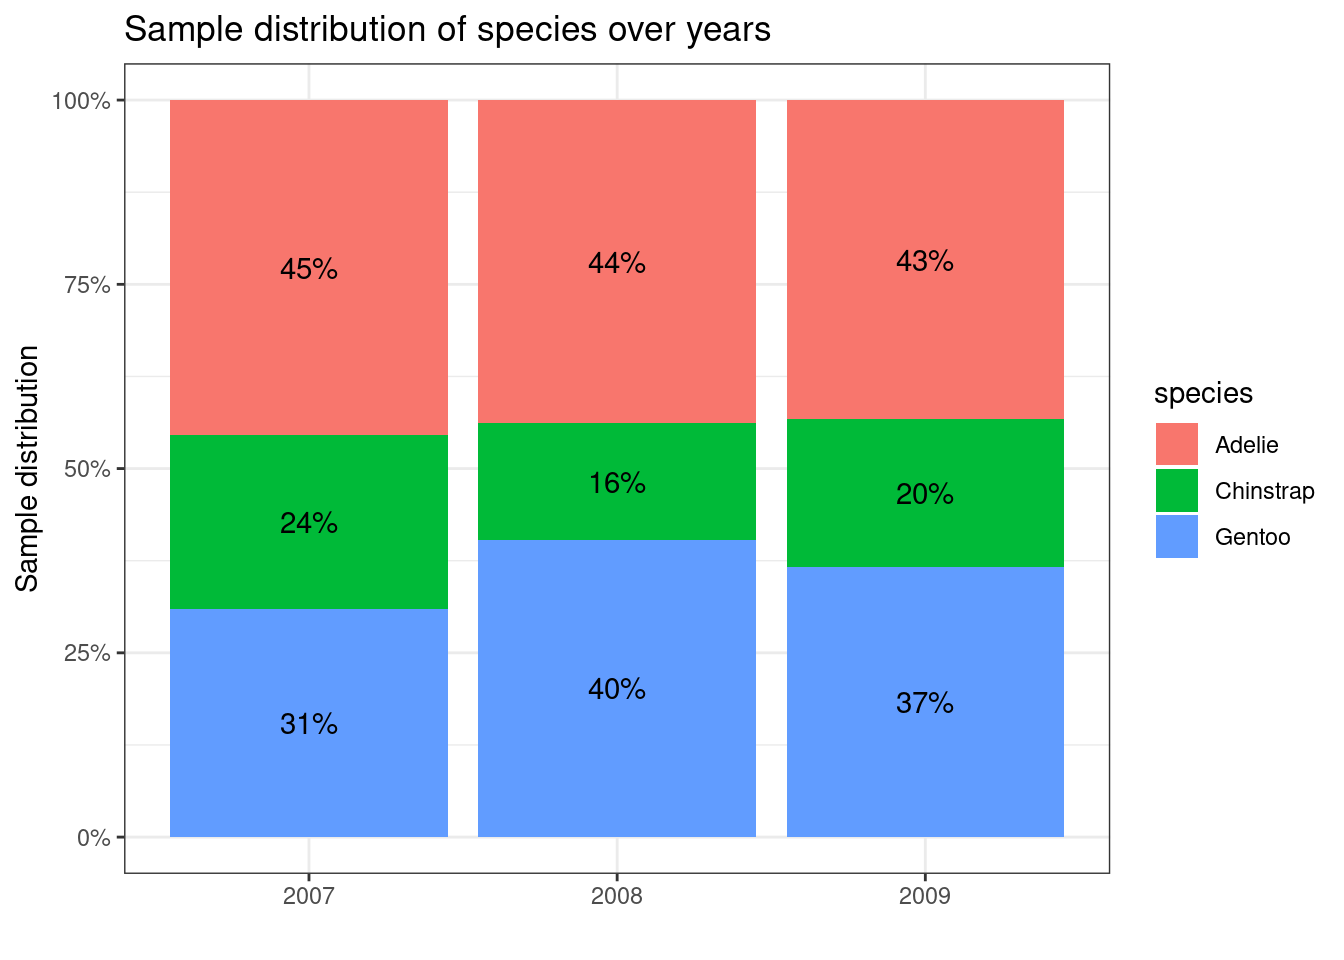 Sample distribution of species over years
Sample distribution
100%
75%
50%
25%
0%
45%
44%
43%
24%
16%
20%
31%
40%
37%
2007
2008
2009
species
Adelie
Chinstrap
Gentoo